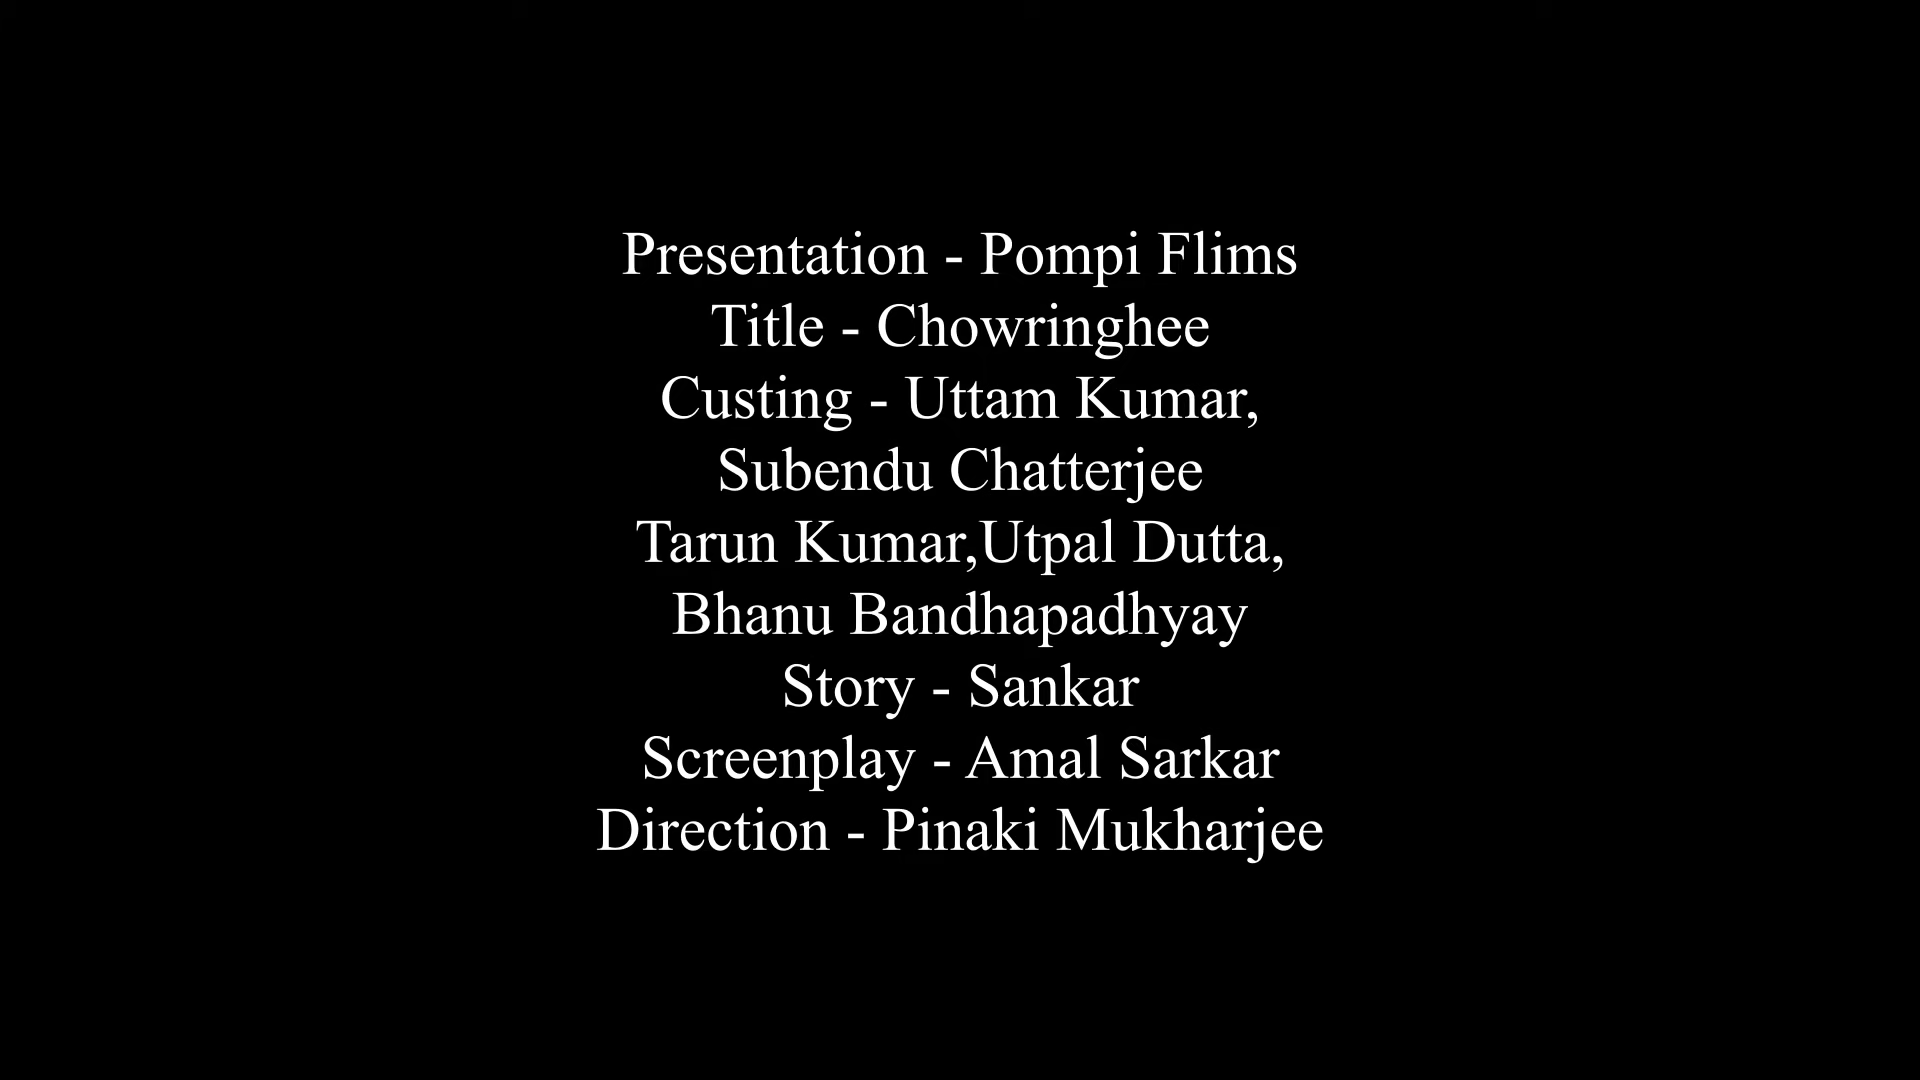 Presentation - Pompi Flims
Title - Chowringhee
Custing - Uttam Kumar,
Subendu Chatterjee
Tarun Kumar,Utpal Dutta,
Bhanu Bandhapadhyay
Story - Sankar
Screenplay - Amal Sarkar
Direction - Pinaki Mukharjee